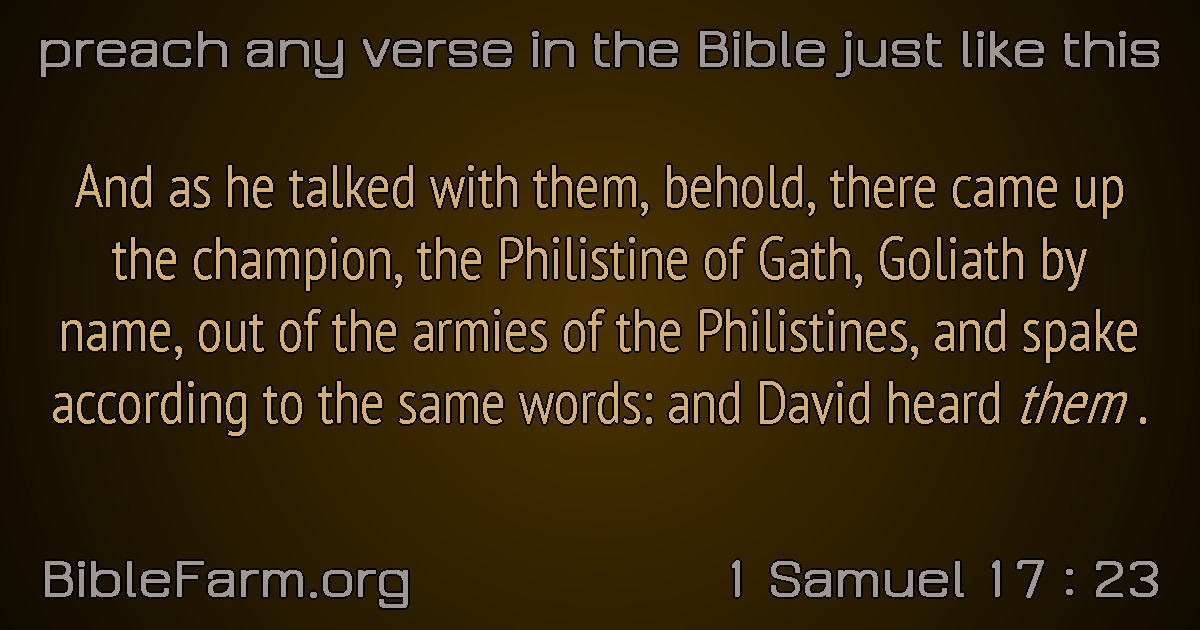 preach any verse in the Bible just like this
And as he talked with them, behold, there came up
the champion, the Philistine of Gath, Goliath by
name, out of the armies of the Philistines, and spake
according to the same words: and David heard them .
BibleFarm.org
1 Samuel 17 : 23